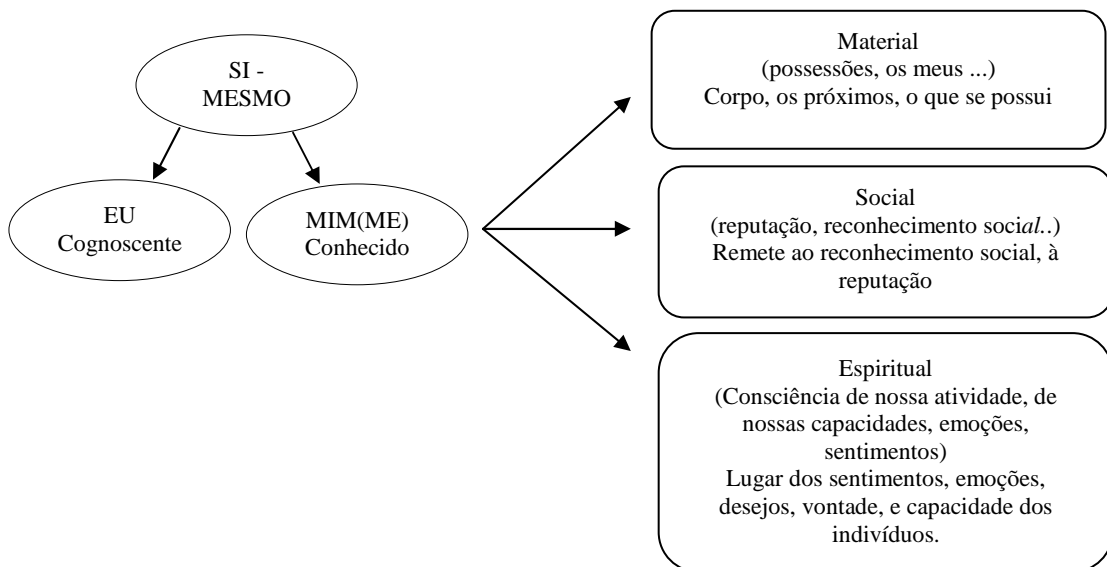 SI -
MESMO
EU
Cognoscente
MIM(ME)
Conhecido
Material
(possessões, os meus ...)
Corpo, os próximos, o que se possui
Social
(reputação, reconhecimento social..)
Remete ao reconhecimento social, à
reputação
Espiritual
(Consciência de nossa atividade, de
nossas capacidades, emoções,
sentimentos)
Lugar dos sentimentos, emoções,
desejos, vontade, e capacidade dos
indivíduos.